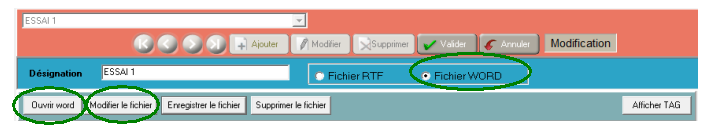 ESSAI 1
Ajouter Modifier Supprimer Valider Annuler Modification
Désignation ESSAI 1 Fichier RTF Fichier WORD
Ouvrir word Modifier le fichier Enregistrer le fichier Supprimer le fichier Afficher TAG